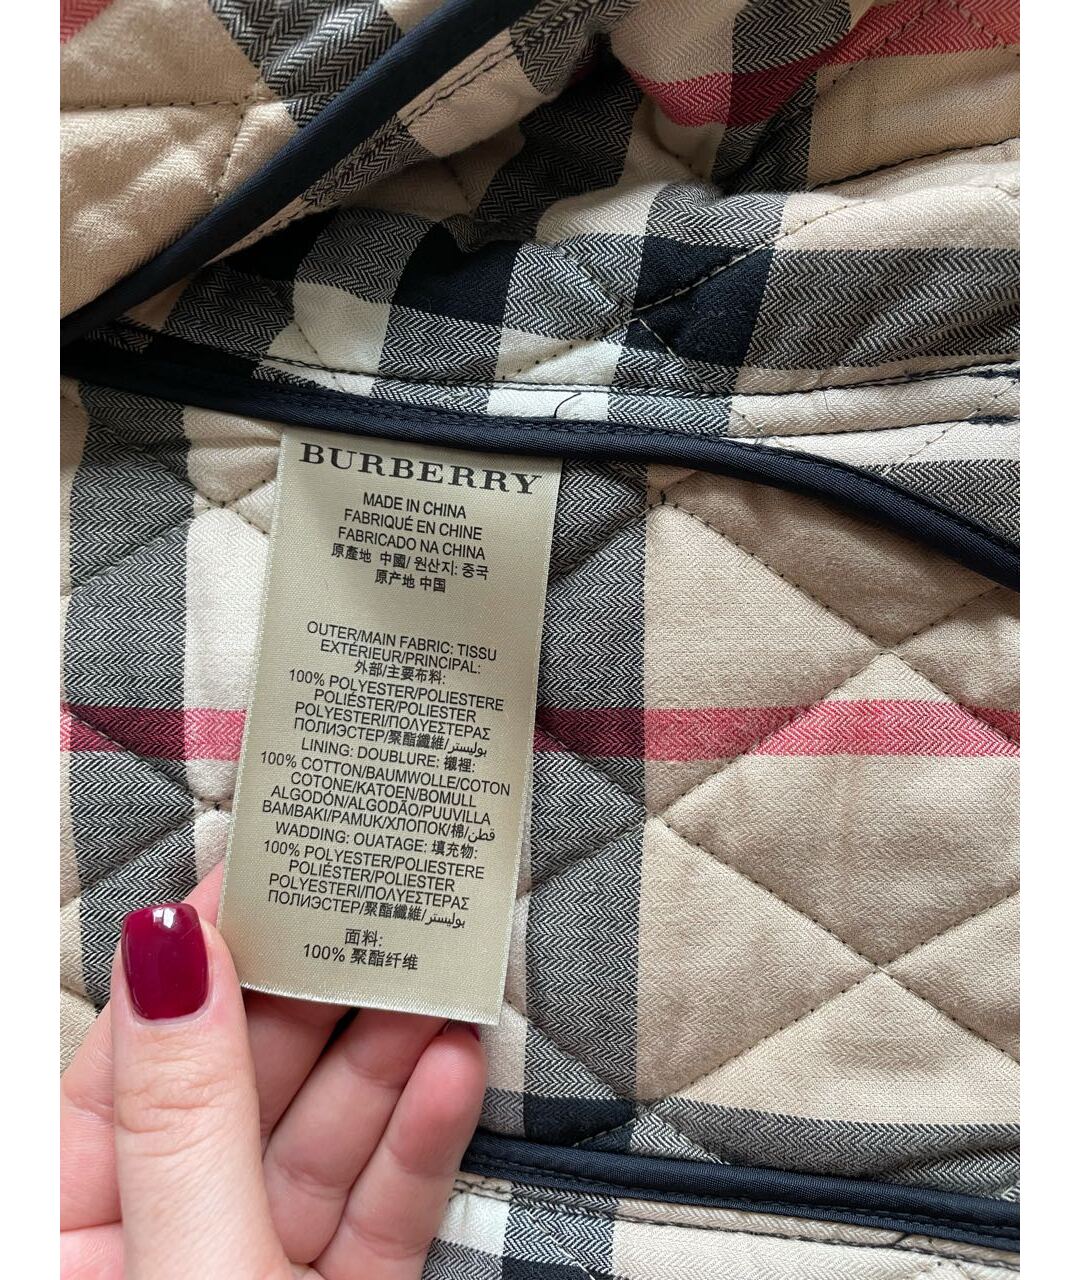 BURBERRY
MADE IN CHINA
FABRIQUÉ EN CHINE
FABRICADO NA CHINA
原產地 中國/ 원산지: 중국
原产地 中国
OUTER/MAIN FABRIC: TISSU
EXTÉRIEUR/PRINCIPAL:
外部/主要布料:
100% POLYESTER/POLIESTERE
POLIÉSTER/POLIESTER
POLYESTERI/ΠΟΛΥΕΣΤΕΡΑΣ
ПОЛИЭСТЕР/聚酯纖維/بوليستر
LINING: DOUBLURE: 襯裡:
100% COTTON/BAUMWOLLE/COTON
COTONE/KATOEN/BOMULL
ALGODÓN/ALGODÃO/PUUVILLA
BAMBAKI/PAMUK/ХЛОПОК/棉/قطن
WADDING: OUATAGE: 填充物:
100% POLYESTER/POLIESTERE
POLIÉSTER/POLIESTER
POLYESTERI/ΠΟΛΥΕΣΤΕΡΑΣ
ПОЛИЭСТЕР/聚酯纖維/بوليستر
面料:
100% 聚酯纤维